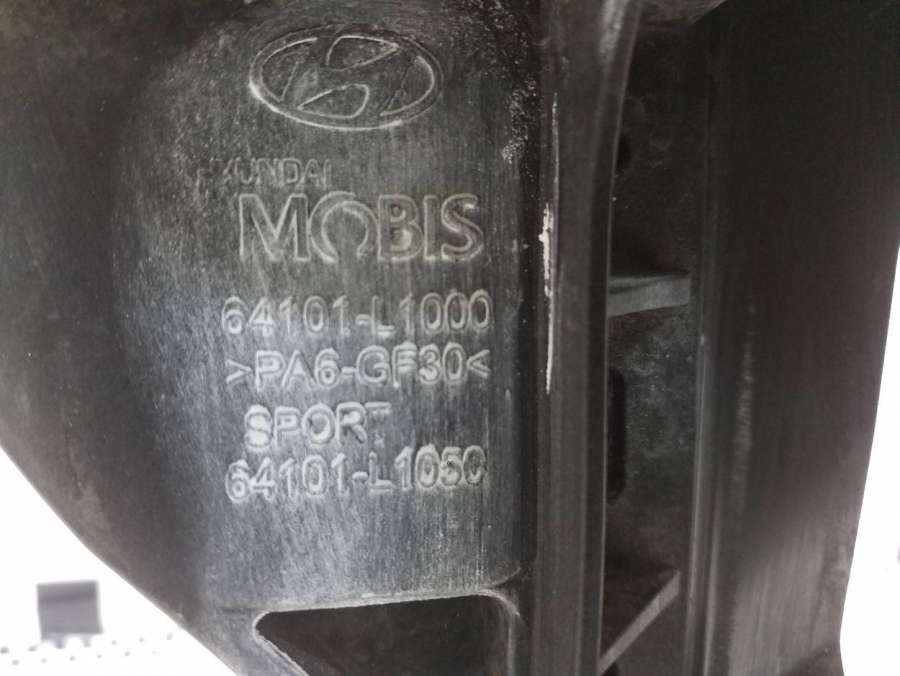 HYUNDAI
MOBIS
64101-L1000
>PA6-GF30<
SPORT
64101-L1050